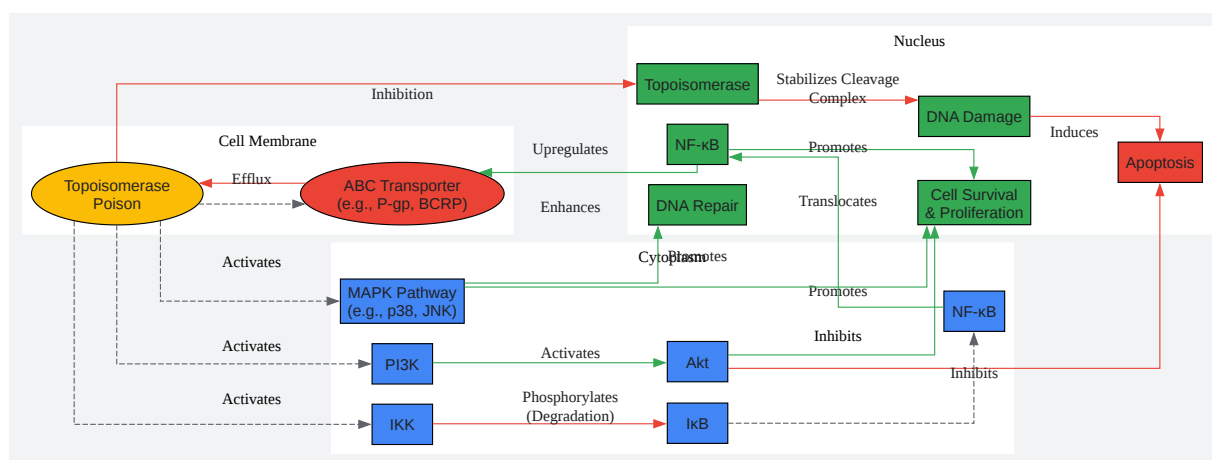 Nucleus
Topoisomerase
Stabilizes Cleavage
Complex
Inhibition
DNA Damage
Induces
Cell Membrane
NF-κB
Upregulates
Promotes
Apoptosis
Topoisomerase
Poison
Efflux
ABC Transporter
(e.g., P-gp, BCRP)
Enhances
DNA Repair
Translocates
Cell Survival
& Proliferation
Cytoplasm
Promotes
Activates
MAPK Pathway
(e.g., p38, JNK)
Promotes
NF-κB
Inhibits
Activates
PI3K
Activates
Akt
Inhibits
Activates
IKK
Phosphorylates
(Degradation)
IκB